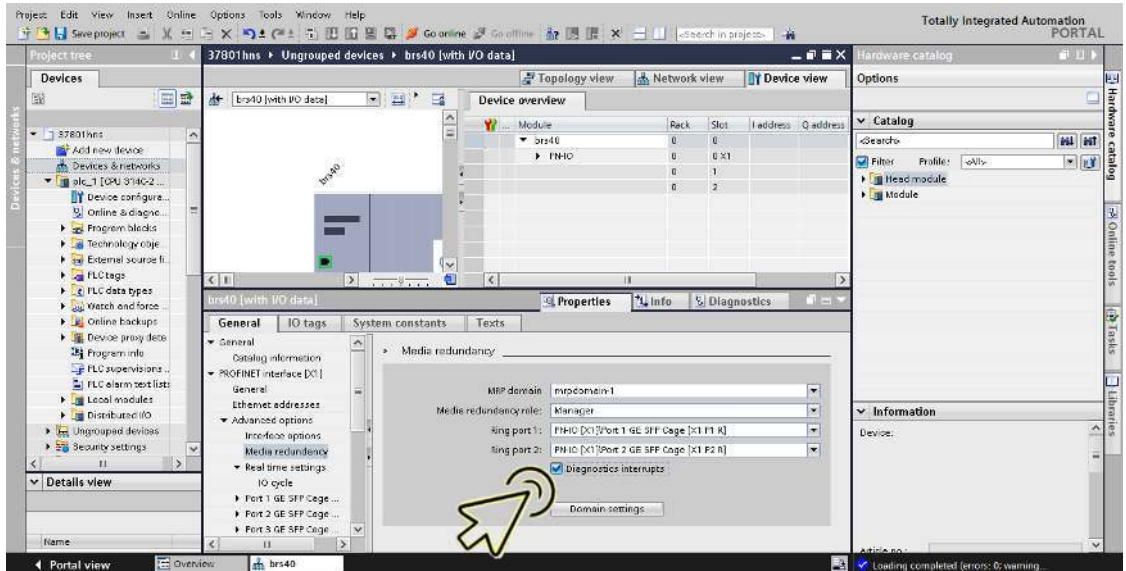 Project Edit View Insert Online Options Tools Window Help
Totally Integrated Automation
PORTAL
Save project
Go online
Go offline
<Search in project>
Project tree
37801hns ▸ Ungrouped devices ▸ brs40 [with I/O data]
Hardware catalog
Devices
Topology view
Network view
Device view
Options
brs40 [with I/O data]
Device overview
Module Rack Slot I address Q address
brs40 0 0
PN-IO 0 0 X1
0 1
0 2
brs40
37801hns
Add new device
Devices & networks
plc_1 [CPU 314C-2 ...
Device configura...
Online & diagno...
Program blocks
Technology obje...
External source fi...
PLC tags
PLC data types
Watch and force ...
Online backups
Device proxy data
Program info
PLC supervisions ...
PLC alarm text lists
Local modules
Distributed I/O
Ungrouped devices
Security settings
Details view
Name
Catalog
<Search>
Filter Profile: <All>
Head module
Module
brs40 [with I/O data]
Properties
Info
Diagnostics
General
IO tags
System constants
Texts
General
Catalog information
PROFINET interface [X1]
General
Ethernet addresses
Advanced options
Interface options
Media redundancy
Real time settings
IO cycle
Port 1 GE SFP Cage ...
Port 2 GE SFP Cage ...
Port 3 GE SFP Cage ...
Media redundancy
MRP domain mrpdomain-1
Media redundancy role: Manager
Ring port 1: PN-IO [X1]\Port 1 GE SFP Cage [X1 P1 R]
Ring port 2: PN-IO [X1]\Port 2 GE SFP Cage [X1 P2 R]
Diagnostics interrupts
Domain settings
Information
Device:
Article no.:
Devices & networks
Hardware catalog
Online tools
Tasks
Libraries
Portal view
Overview
brs40
Loading completed (errors: 0; warning...